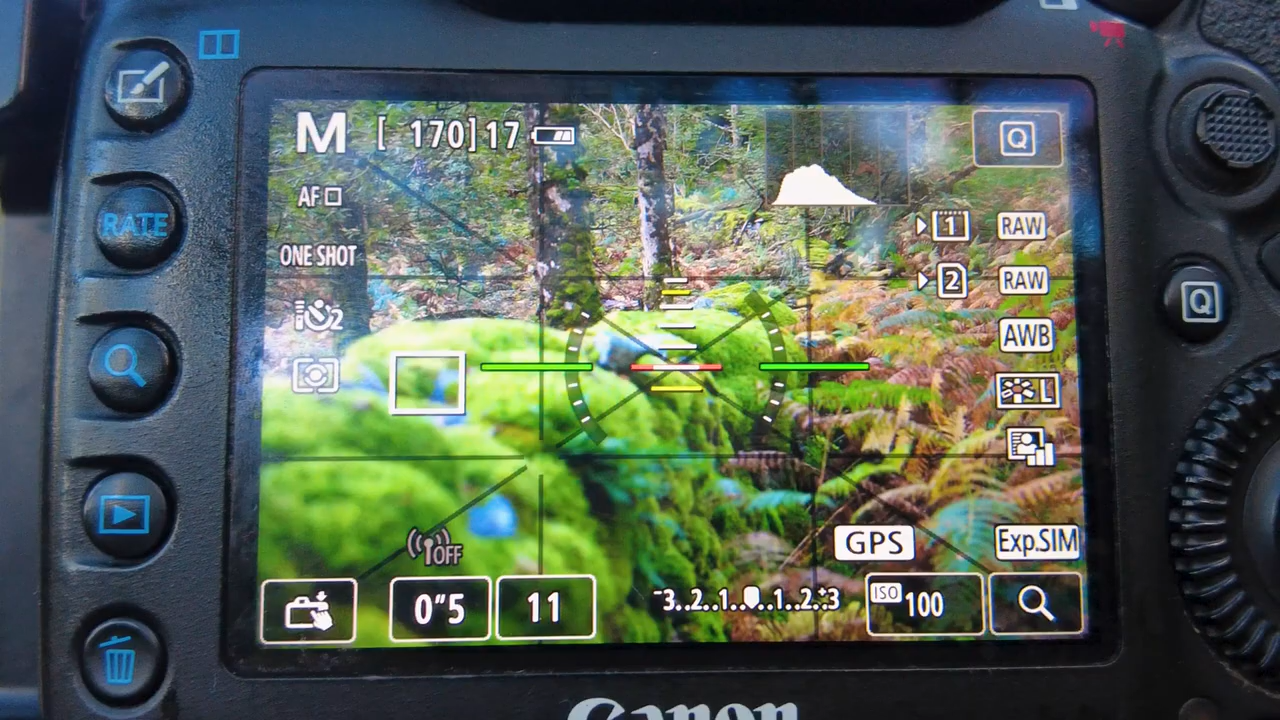 M [ 170]17
Q
AF
RATE
1 RAW
ONE SHOT
2 RAW
Q
i 2
AWB
L
OFF
GPS
Exp.SIM
0"5
11
-3..2..1..0..1..2..+3
ISO 100
Canon